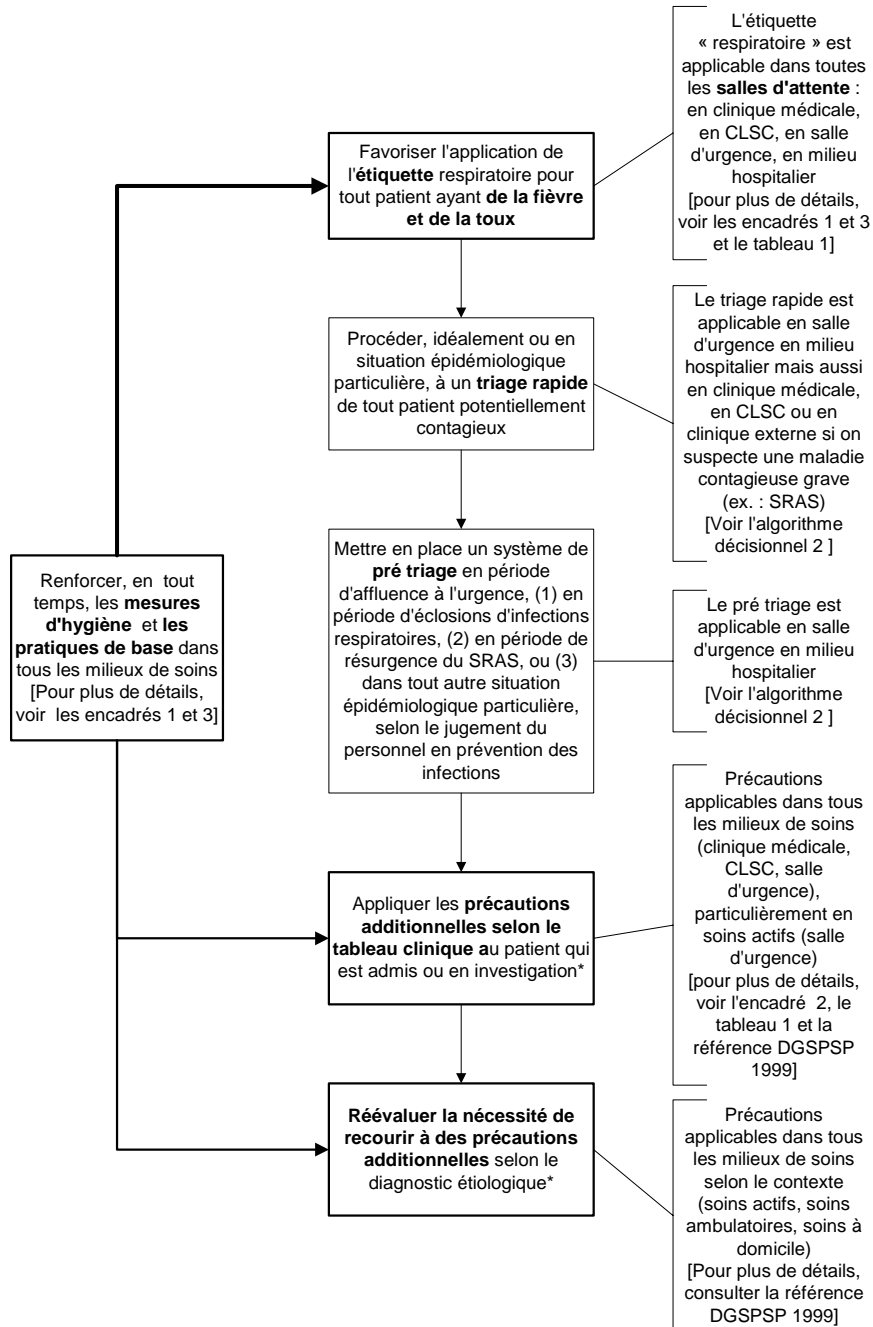 L'étiquette
« respiratoire » est
applicable dans toutes
les salles d'attente :
en clinique médicale,
en CLSC, en salle
d'urgence, en milieu
hospitalier
[pour plus de détails,
voir les encadrés 1 et 3
et le tableau 1]
Favoriser l'application de
l'étiquette respiratoire pour
tout patient ayant de la fièvre
et de la toux
Le triage rapide est
applicable en salle
d'urgence en milieu
hospitalier mais aussi
en clinique médicale,
en CLSC ou en
clinique externe si on
suspecte une maladie
contagieuse grave
(ex. : SRAS)
[Voir l'algorithme
décisionnel 2 ]
Procéder, idéalement ou en
situation épidémiologique
particulière, à un triage rapide
de tout patient potentiellement
contagieux
Mettre en place un système de
pré triage en période
d'affluence à l'urgence, (1) en
période d'éclosions d'infections
respiratoires, (2) en période de
résurgence du SRAS, ou (3)
dans tout autre situation
épidémiologique particulière,
selon le jugement du
personnel en prévention des
infections
Renforcer, en tout
temps, les mesures
d'hygiène et les
pratiques de base dans
tous les milieux de soins
[Pour plus de détails,
voir les encadrés 1 et 3]
Le pré triage est
applicable en salle
d'urgence en milieu
hospitalier
[Voir l'algorithme
décisionnel 2 ]
Précautions
applicables dans tous
les milieux de soins
(clinique médicale,
CLSC, salle
d'urgence),
particulièrement en
soins actifs (salle
d'urgence)
[pour plus de détails,
voir l'encadré 2, le
tableau 1 et la
référence DGSPSP
1999]
Appliquer les précautions
additionnelles selon le
tableau clinique au patient qui
est admis ou en investigation*
Réévaluer la nécessité de
recourir à des précautions
additionnelles selon le
diagnostic étiologique*
Précautions
applicables dans tous
les milieux de soins
selon le contexte
(soins actifs, soins
ambulatoires, soins à
domicile)
[Pour plus de détails,
consulter la référence
DGSPSP 1999]